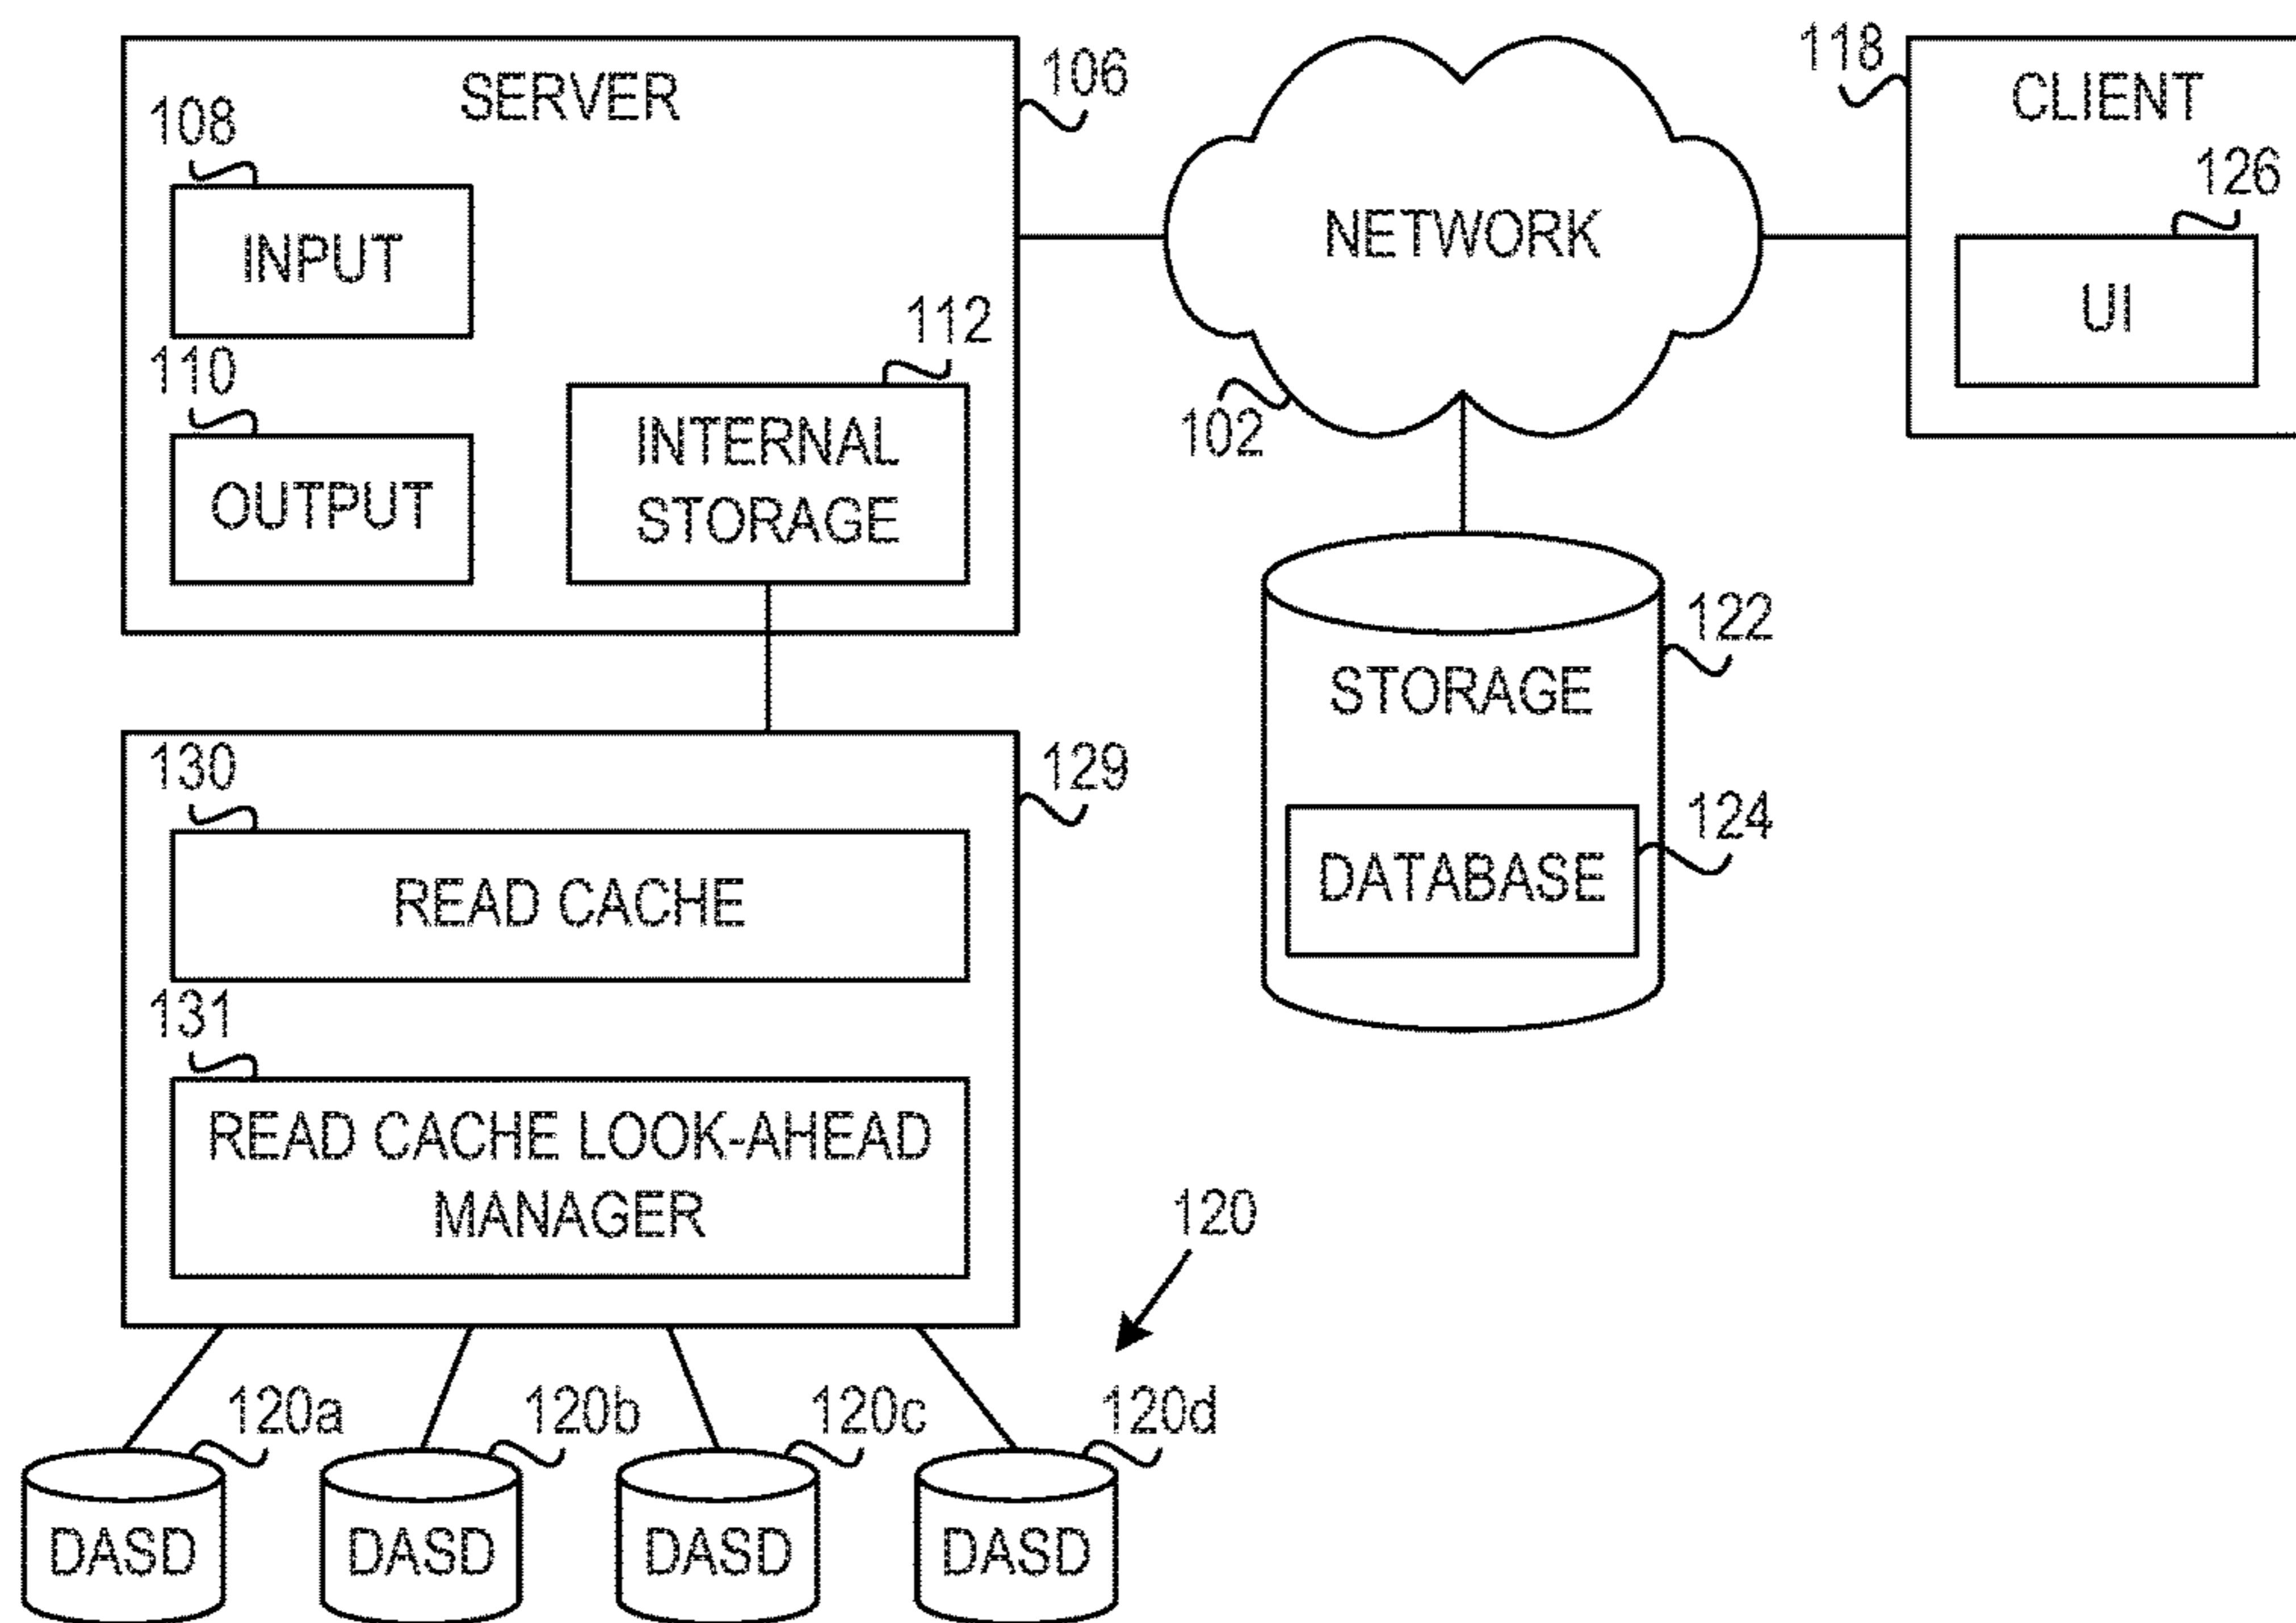 SERVER
106
108
INPUT
110
OUTPUT
112
INTERNAL
STORAGE
NETWORK
102
118
CLIENT
126
UI
122
STORAGE
124
DATABASE
129
130
READ CACHE
131
READ CACHE LOOK-AHEAD
MANAGER
120
120a
DASD
120b
DASD
120c
DASD
120d
DASD